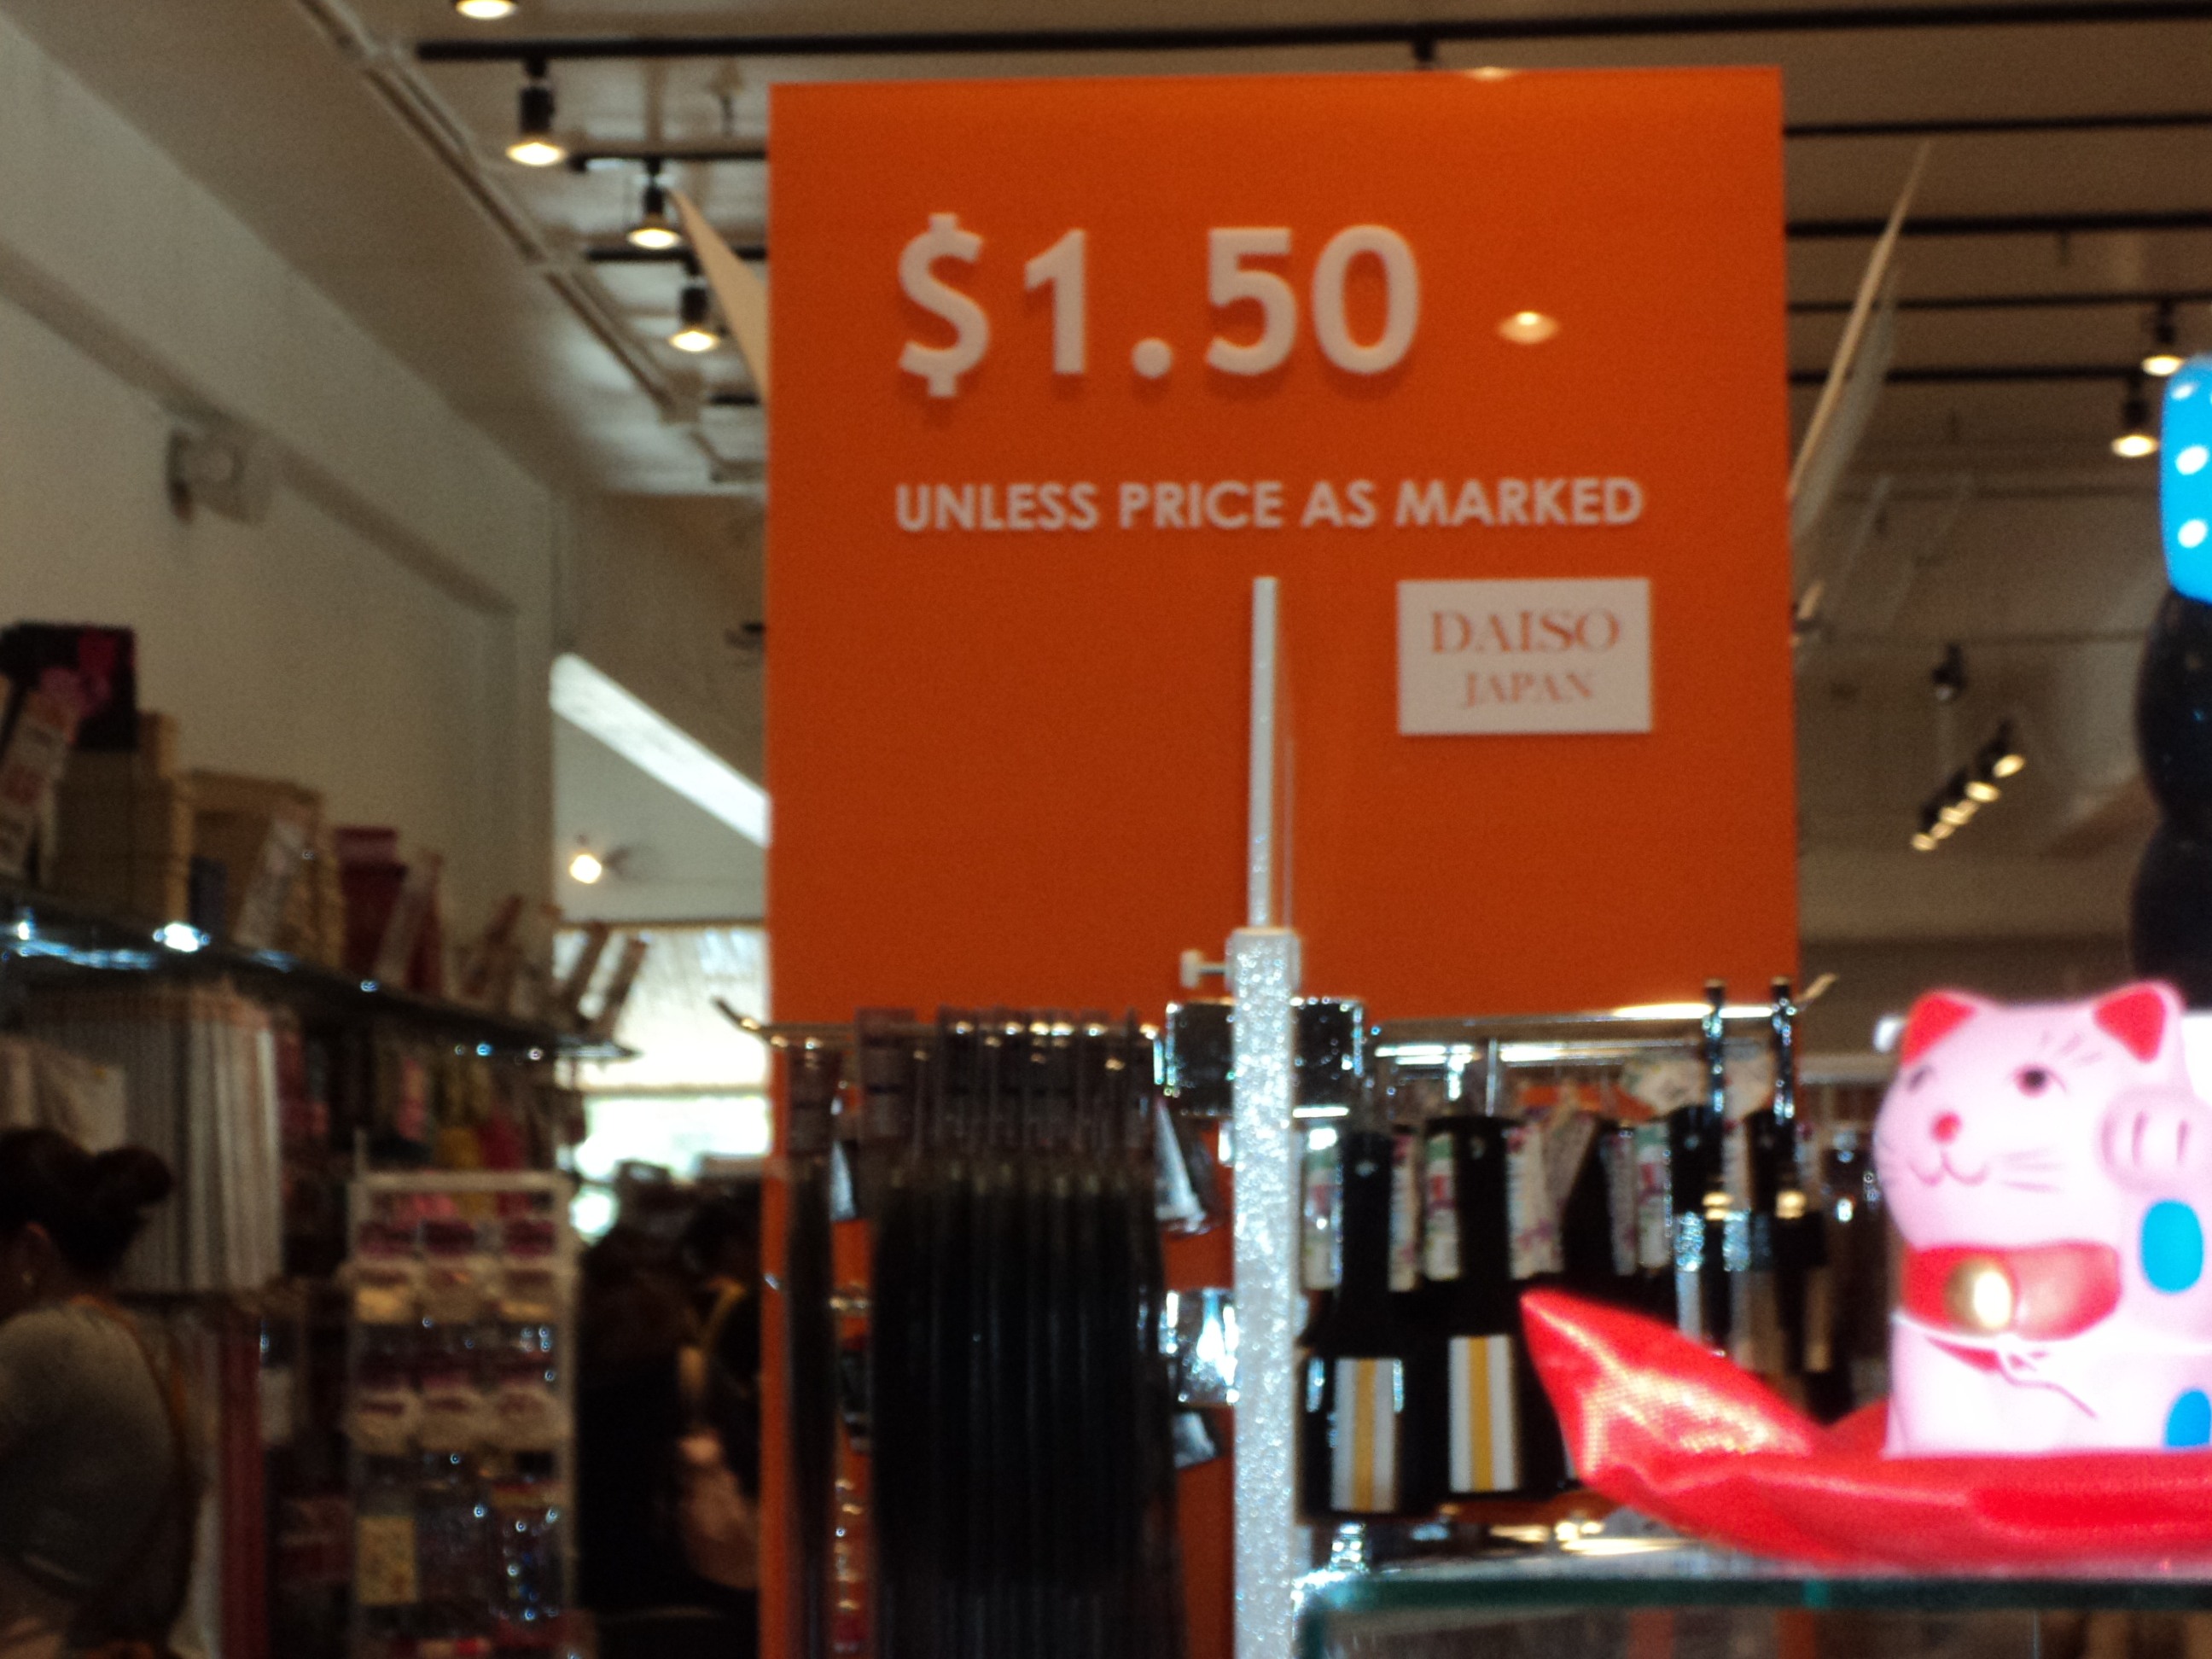 $1.50
UNLESS PRICE AS MARKED
DAISO
JAPAN